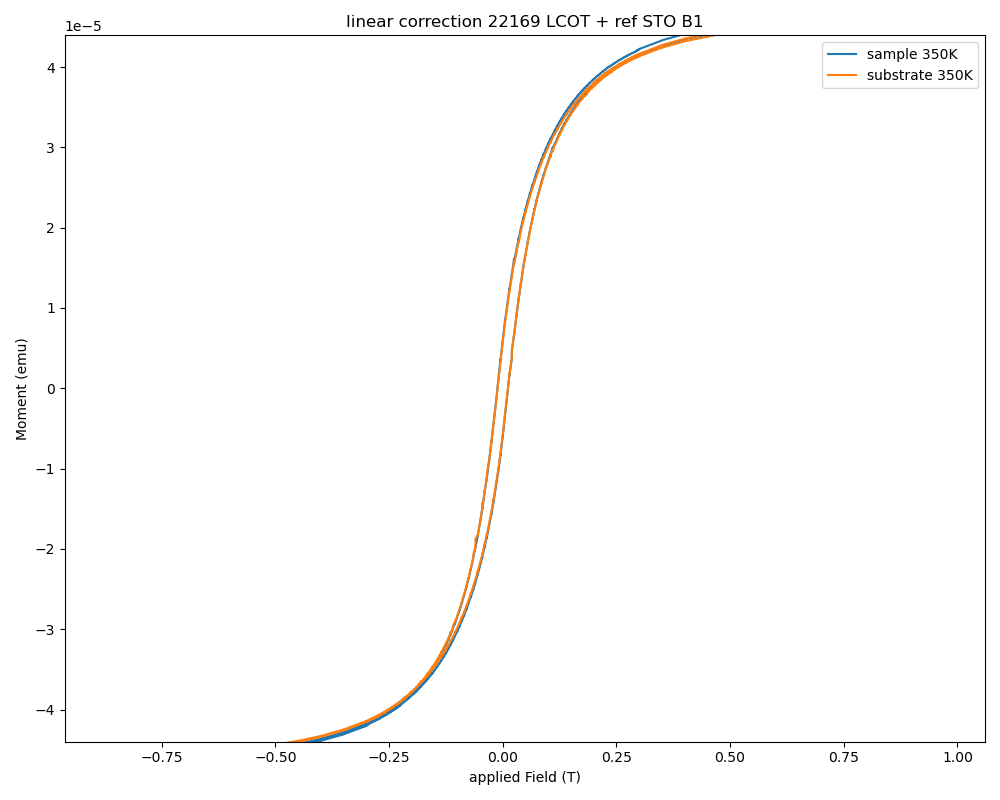 linear correction 22169 LCOT + ref STO B1
1e−5
sample 350K
substrate 350K
4
3
2
1
0
−1
−2
−3
−4
Moment (emu)
−0.75 −0.50 −0.25 0.00 0.25 0.50 0.75 1.00
applied Field (T)